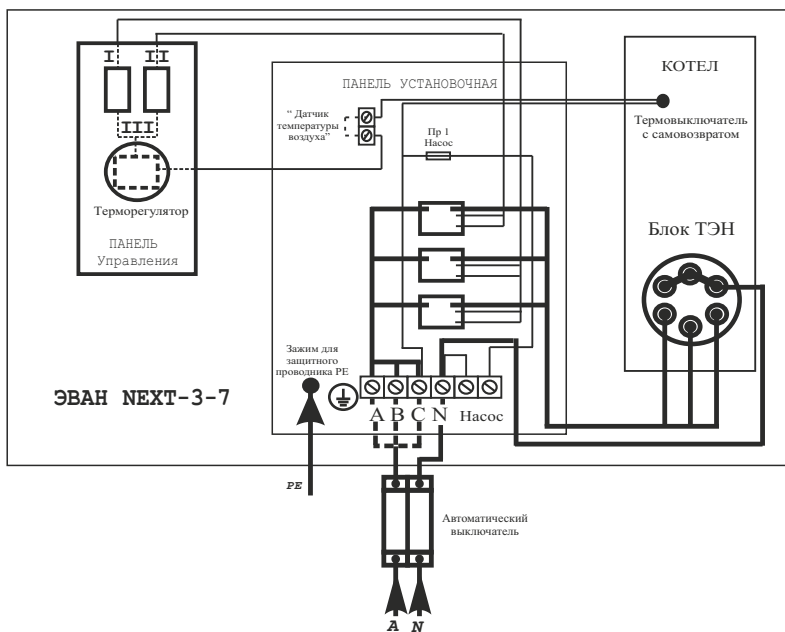 I II
III
Терморегулятор
ПАНЕЛЬ
Управления
ПАНЕЛЬ УСТАНОВОЧНАЯ
“ Датчик
температуры
воздуха”
Пр 1
Насос
КОТЕЛ
Термовыключатель
с самовозвратом
Блок ТЭН
Зажим для
защитного
проводника PE
ЭВАН NEXT-3-7
A B C N Насос
PE
Автоматический
выключатель
A N